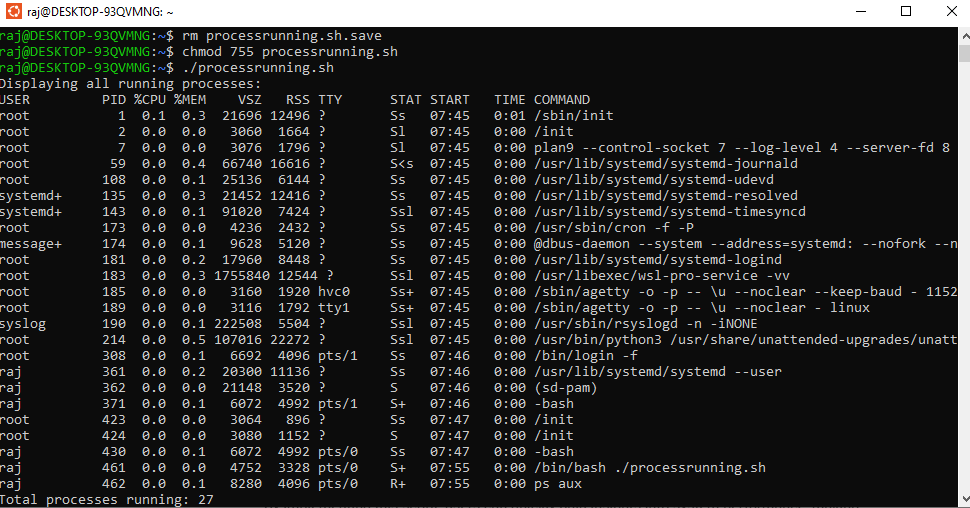 raj@DESKTOP-93QVMNG: ~
raj@DESKTOP-93QVMNG:~$ rm processrunning.sh.save
raj@DESKTOP-93QVMNG:~$ chmod 755 processrunning.sh
raj@DESKTOP-93QVMNG:~$ ./processrunning.sh
Displaying all running processes:
USER         PID %CPU %MEM    VSZ   RSS TTY      STAT START   TIME COMMAND
root           1  0.1  0.3  21696 12496 ?        Ss   07:45   0:01 /sbin/init
root           2  0.0  0.0   3060  1664 ?        Sl   07:45   0:00 /init
root           7  0.0  0.0   3076  1796 ?        Sl   07:45   0:00 plan9 --control-socket 7 --log-level 4 --server-fd 8
root          59  0.0  0.4  66740 16616 ?        S<s  07:45   0:00 /usr/lib/systemd/systemd-journald
root         108  0.0  0.1  25136  6144 ?        Ss   07:45   0:00 /usr/lib/systemd/systemd-udevd
systemd+     135  0.0  0.3  21452 12416 ?        Ss   07:45   0:00 /usr/lib/systemd/systemd-resolved
systemd+     143  0.0  0.1  91020  7424 ?        Ssl  07:45   0:00 /usr/lib/systemd/systemd-timesyncd
root         173  0.0  0.0   4236  2432 ?        Ss   07:45   0:00 /usr/sbin/cron -f -P
message+     174  0.0  0.1   9628  5120 ?        Ss   07:45   0:00 @dbus-daemon --system --address=systemd: --nofork --n
root         181  0.0  0.2  17960  8448 ?        Ss   07:45   0:00 /usr/lib/systemd/systemd-logind
root         183  0.0  0.3 1755840 12544 ?       Ssl  07:45   0:00 /usr/libexec/wsl-pro-service -vv
root         185  0.0  0.0   3160  1920 hvc0     Ss+  07:45   0:00 /sbin/agetty -o -p -- \u --noclear --keep-baud - 1152
root         189  0.0  0.0   3116  1792 tty1     Ss+  07:45   0:00 /sbin/agetty -o -p -- \u --noclear - linux
syslog       190  0.0  0.1 222508  5504 ?        Ssl  07:45   0:00 /usr/sbin/rsyslogd -n -iNONE
root         214  0.0  0.5 107016 22272 ?        Ssl  07:45   0:00 /usr/bin/python3 /usr/share/unattended-upgrades/unatt
root         308  0.0  0.1   6692  4096 pts/1    Ss   07:46   0:00 /bin/login -f
raj          361  0.0  0.2  20300 11136 ?        Ss   07:46   0:00 /usr/lib/systemd/systemd --user
raj          362  0.0  0.0  21148  3520 ?        S    07:46   0:00 (sd-pam)
raj          371  0.0  0.1   6072  4992 pts/1    S+   07:46   0:00 -bash
root         423  0.0  0.0   3064   896 ?        Ss   07:47   0:00 /init
root         424  0.0  0.0   3080  1152 ?        S    07:47   0:00 /init
raj          430  0.0  0.1   6072  4992 pts/0    Ss   07:47   0:00 -bash
raj          461  0.0  0.0   4752  3328 pts/0    S+   07:55   0:00 /bin/bash ./processrunning.sh
raj          462  0.0  0.1   8280  4096 pts/0    R+   07:55   0:00 ps aux
Total processes running: 27